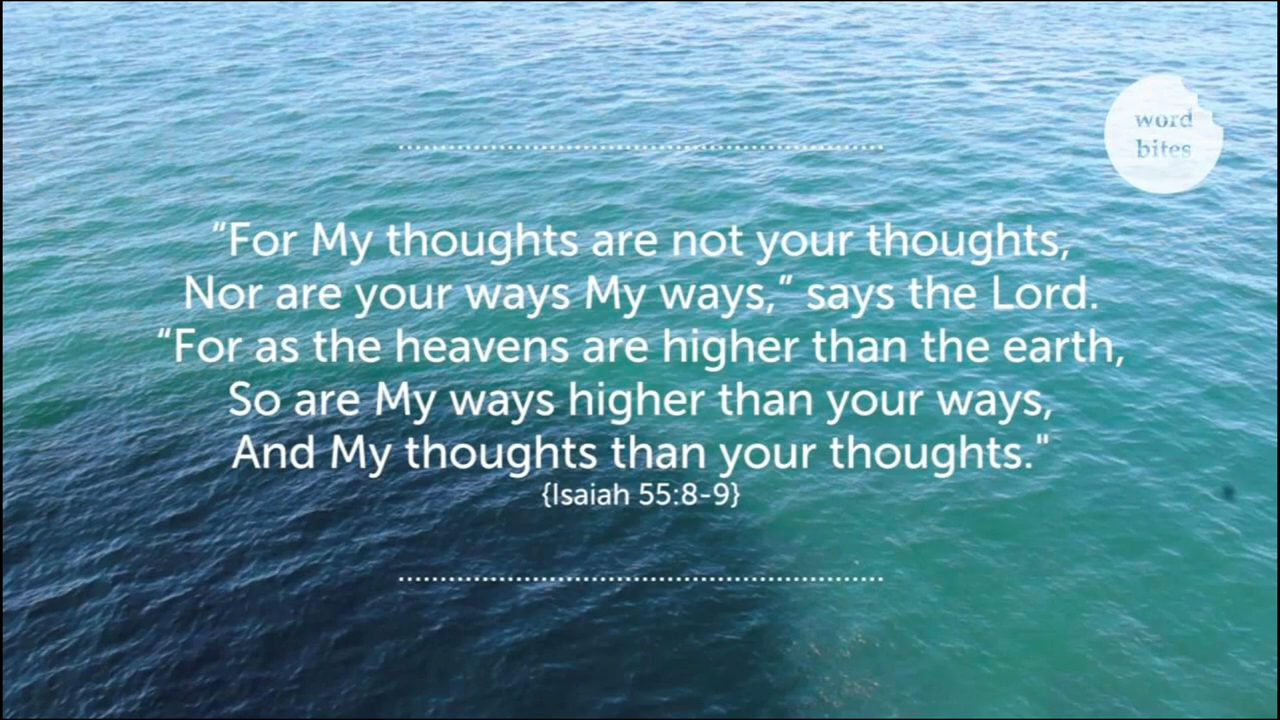 word
bites
“For My thoughts are not your thoughts,
Nor are your ways My ways,” says the Lord.
“For as the heavens are higher than the earth,
So are My ways higher than your ways,
And My thoughts than your thoughts."
{Isaiah 55:8-9}